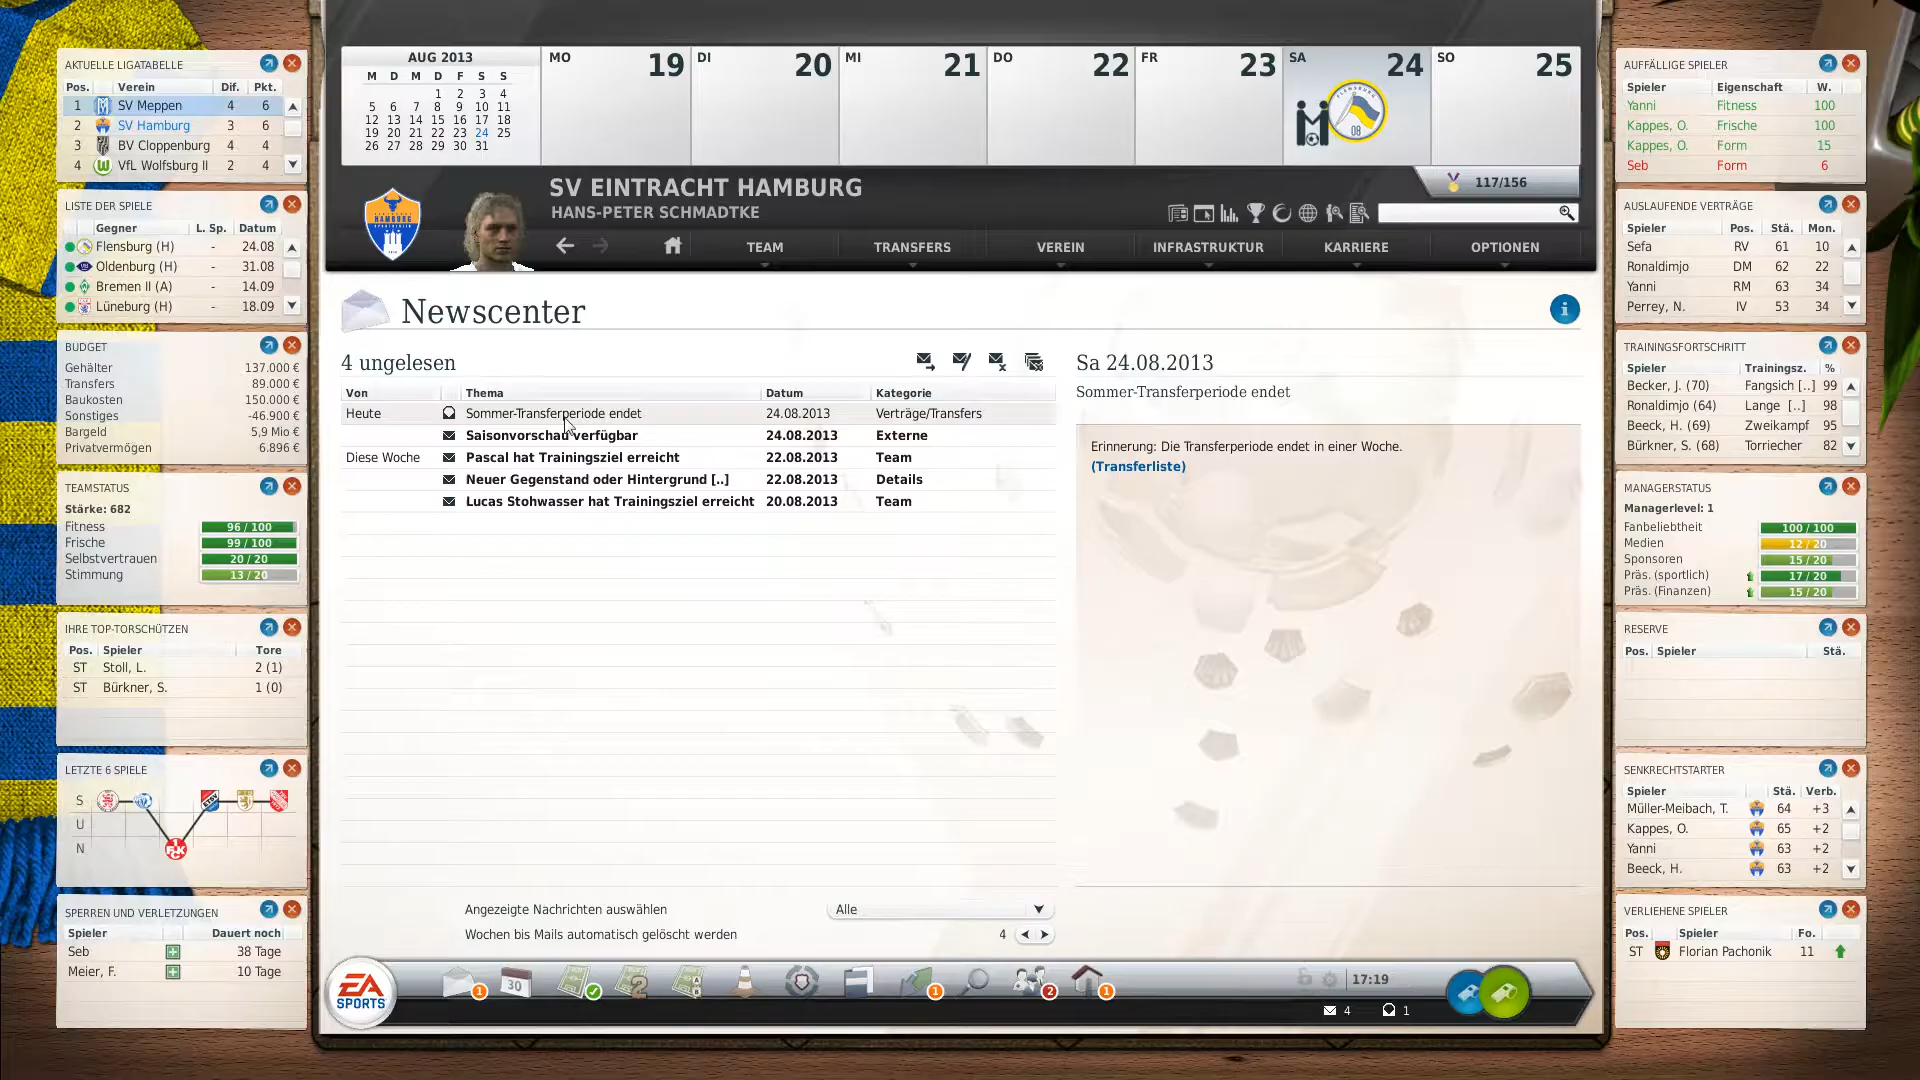 AKTUELLE LIGATABELLE
Pos. Verein Dif. Pkt.
1 SV Meppen 4 6
2 SV Hamburg 3 6
3 BV Cloppenburg 4 4
4 VfL Wolfsburg II 2 4
LISTE DER SPIELE
Gegner L. Sp. Datum
Flensburg (H) - 24.08
Oldenburg (H) - 31.08
Bremen II (A) - 14.09
Lüneburg (H) - 18.09
BUDGET
Gehälter 137.000 €
Transfers 89.000 €
Baukosten 150.000 €
Sonstiges -46.900 €
Bargeld 5,9 Mio €
Privatvermögen 6.896 €
TEAMSTATUS
Stärke: 682
Fitness 96 / 100
Frische 99 / 100
Selbstvertrauen 20 / 20
Stimmung 13 / 20
IHRE TOP-TORSCHÜTZEN
Pos. Spieler Tore
ST Stoll, L. 2 (1)
ST Bürkner, S. 1 (0)
LETZTE 6 SPIELE
S
U
N
SPERREN UND VERLETZUNGEN
Spieler Dauert noch
Seb 38 Tage
Meier, F. 10 Tage
AUG 2013
M D M D F S S
1 2 3 4
5 6 7 8 9 10 11
12 13 14 15 16 17 18
19 20 21 22 23 24 25
26 27 28 29 30 31
MO 19 DI 20 MI 21 DO 22 FR 23 SA 24 SO 25
FLENSBURG
08
SV EINTRACHT HAMBURG
HANS-PETER SCHMADTKE
117/156
HAMBURG
TEAM TRANSFERS VEREIN INFRASTRUKTUR KARRIERE OPTIONEN
Newscenter
i
4 ungelesen
Von Thema Datum Kategorie
Heute Sommer-Transferperiode endet 24.08.2013 Verträge/Transfers
Saisonvorschau verfügbar 24.08.2013 Externe
Diese Woche Pascal hat Trainingsziel erreicht 22.08.2013 Team
Neuer Gegenstand oder Hintergrund [..] 22.08.2013 Details
Lucas Stohwasser hat Trainingsziel erreicht 20.08.2013 Team
Sa 24.08.2013
Sommer-Transferperiode endet
Erinnerung: Die Transferperiode endet in einer Woche.
(Transferliste)
Angezeigte Nachrichten auswählen Alle
Wochen bis Mails automatisch gelöscht werden 4
EA
SPORTS
1 30 2 1 2 1
17:19
4 1
AUFFÄLLIGE SPIELER
Spieler Eigenschaft W.
Yanni Fitness 100
Kappes, O. Frische 100
Kappes, O. Form 15
Seb Form 6
AUSLAUFENDE VERTRÄGE
Spieler Pos. Stä. Mon.
Sefa RV 61 10
Ronaldimjo DM 62 22
Yanni RM 63 34
Perrey, N. IV 53 34
TRAININGSFORTSCHRITT
Spieler Trainingsz. %
Becker, J. (70) Fangsich [..] 99
Ronaldimjo (64) Lange [..] 98
Beeck, H. (69) Zweikampf 95
Bürkner, S. (68) Torriecher 82
MANAGERSTATUS
Managerlevel: 1
Fanbeliebtheit 100 / 100
Medien 12 / 20
Sponsoren 15 / 20
Präs. (sportlich) 17 / 20
Präs. (Finanzen) 15 / 20
RESERVE
Pos. Spieler Stä.
SENKRECHTSTARTER
Spieler Stä. Verb.
Müller-Meibach, T. 64 +3
Kappes, O. 65 +2
Yanni 63 +2
Beeck, H. 63 +2
VERLIEHENE SPIELER
Pos. Spieler Fo.
ST Florian Pachonik 11